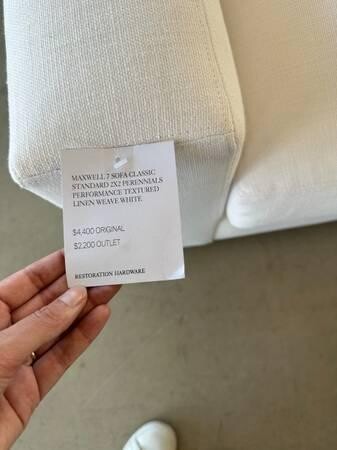 MAXWELL 7 SOFA CLASSIC
STANDARD 2X2 PERENNIALS
PERFORMANCE TEXTURED
LINEN WEAVE WHITE
$4,400 ORIGINAL
$2,200 OUTLET
RESTORATION HARDWARE